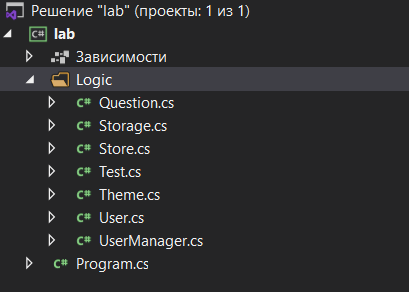 Решение "lab" (проекты: 1 из 1)
C# lab
Зависимости
Logic
C# Question.cs
C# Storage.cs
C# Store.cs
C# Test.cs
C# Theme.cs
C# User.cs
C# UserManager.cs
C# Program.cs